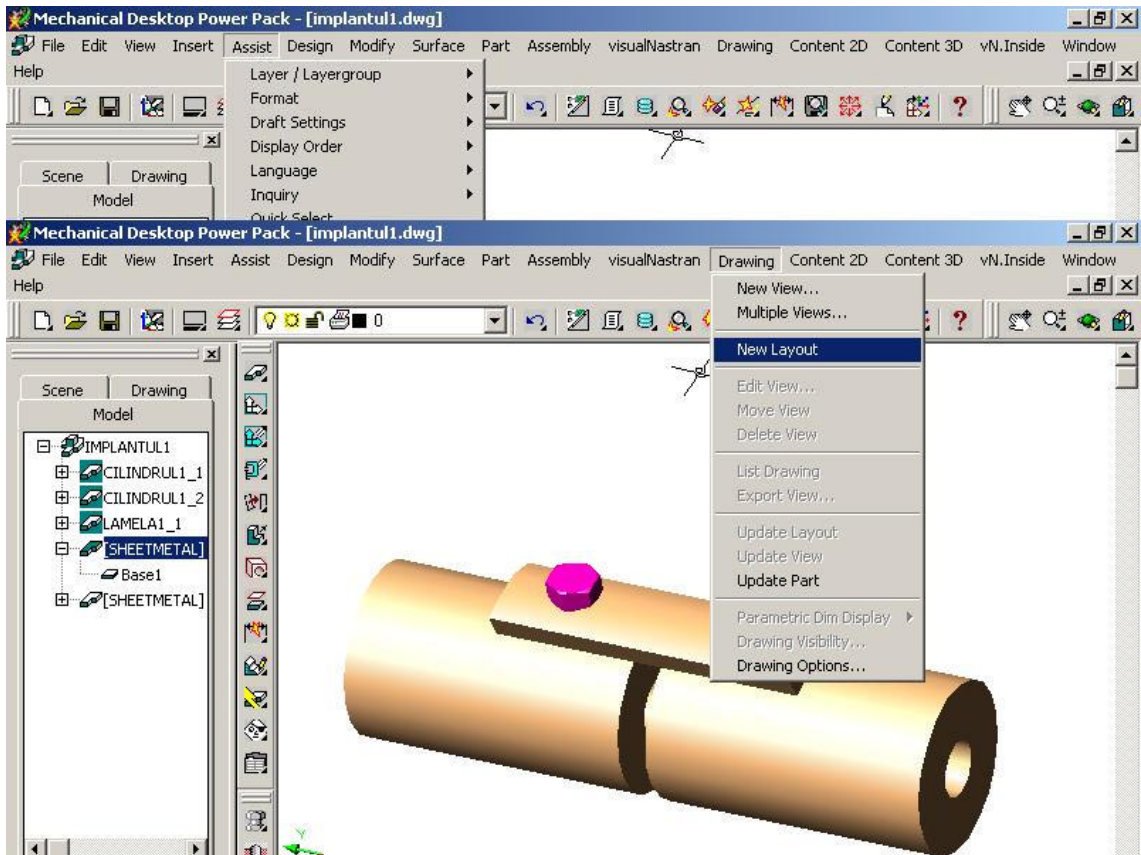 Mechanical Desktop Power Pack - [implantul1.dwg]
File Edit View Insert Assist Design Modify Surface Part Assembly visualNastran Drawing Content 2D Content 3D vN.Inside Window
Help
Layer / Layergroup
Format
Draft Settings
Display Order
Language
Inquiry
Quick Select
Scene Drawing
Model
Mechanical Desktop Power Pack - [implantul1.dwg]
File Edit View Insert Assist Design Modify Surface Part Assembly visualNastran Drawing Content 2D Content 3D vN.Inside Window
Help
0
New View...
Multiple Views...
New Layout
Edit View...
Move View
Delete View
List Drawing
Export View...
Update Layout
Update View
Update Part
Parametric Dim Display
Drawing Visibility...
Drawing Options...
Scene Drawing
Model
IMPLANTUL1
CILINDRUL1_1
CILINDRUL1_2
LAMELA1_1
[SHEETMETAL]
Base1
[SHEETMETAL]
Y